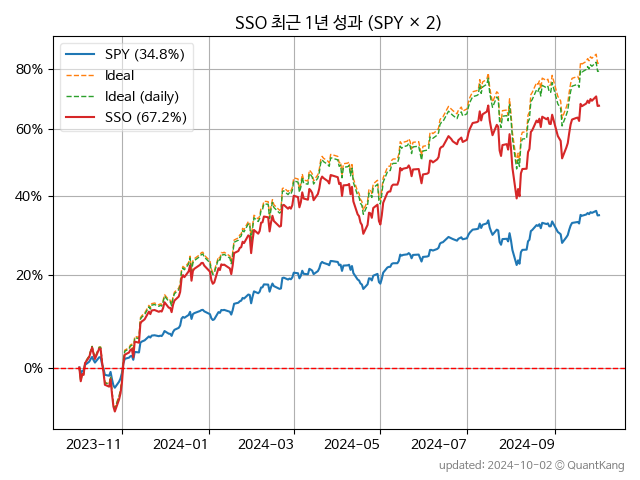 SSO 최근 1년 성과 (SPY × 2)
SPY (34.8%)
Ideal
Ideal (daily)
SSO (67.2%)
80%
60%
40%
20%
0%
2023-11 2024-01 2024-03 2024-05 2024-07 2024-09
updated: 2024-10-02 © QuantKang